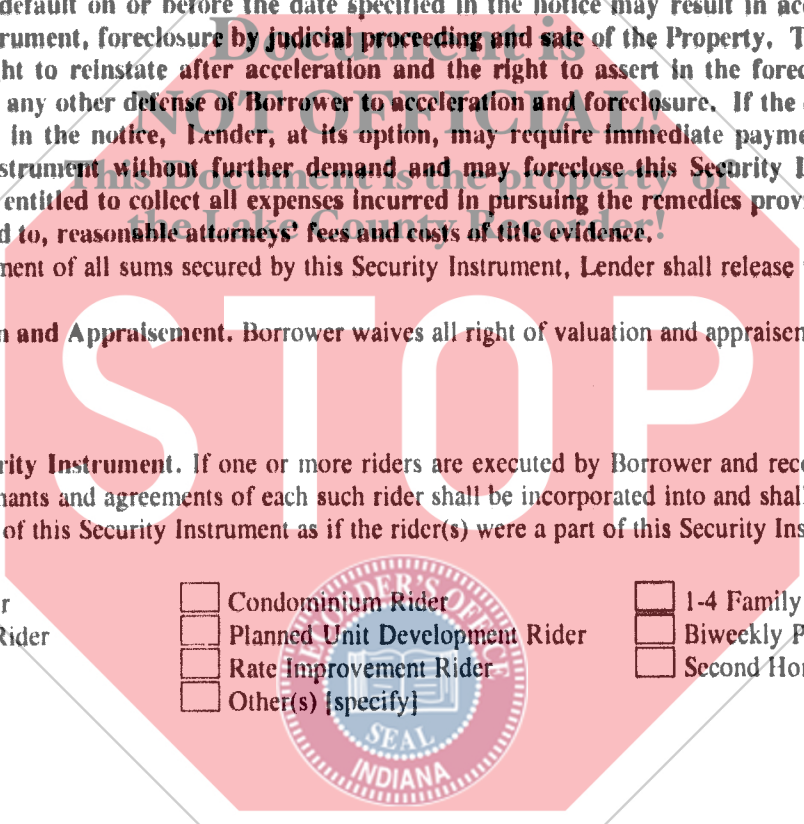 default on or before the date specified in the notice may result in acc
rument, foreclosure by judicial proceeding and sale of the Property. T
ght to reinstate after acceleration and the right to assert in the forec
any other defense of Borrower to acceleration and foreclosure. If the
in the notice, Lender, at its option, may require immediate payme
strument without further demand and may foreclose this Security I
entitled to collect all expenses incurred in pursuing the remedies provi
d to, reasonable attorneys' fees and costs of title evidence.
Document is
NOT OFFICIAL!
This Document is the property of
the Lake County Recorder!
ment of all sums secured by this Security Instrument, Lender shall release
n and Appraisement. Borrower waives all right of valuation and appraisem
STOP
rity Instrument. If one or more riders are executed by Borrower and reco
nants and agreements of each such rider shall be incorporated into and shall
of this Security Instrument as if the rider(s) were a part of this Security Ins
r Condominium Rider 1-4 Family
Rider Planned Unit Development Rider Biweekly P
Rate Improvement Rider Second Hom
Other(s) [specify]
RECORDER'S OFFICE
SEAL
INDIANA